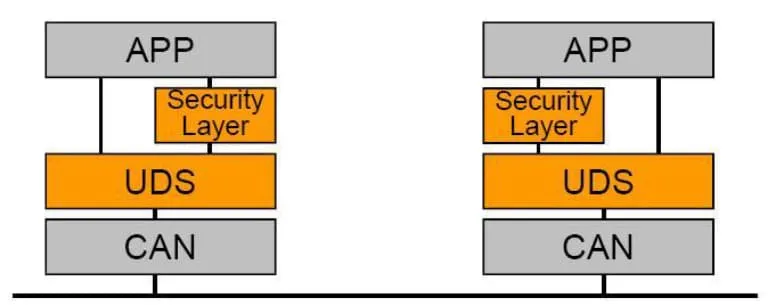 APP
Security
Layer
UDS
CAN
APP
Security
Layer
UDS
CAN